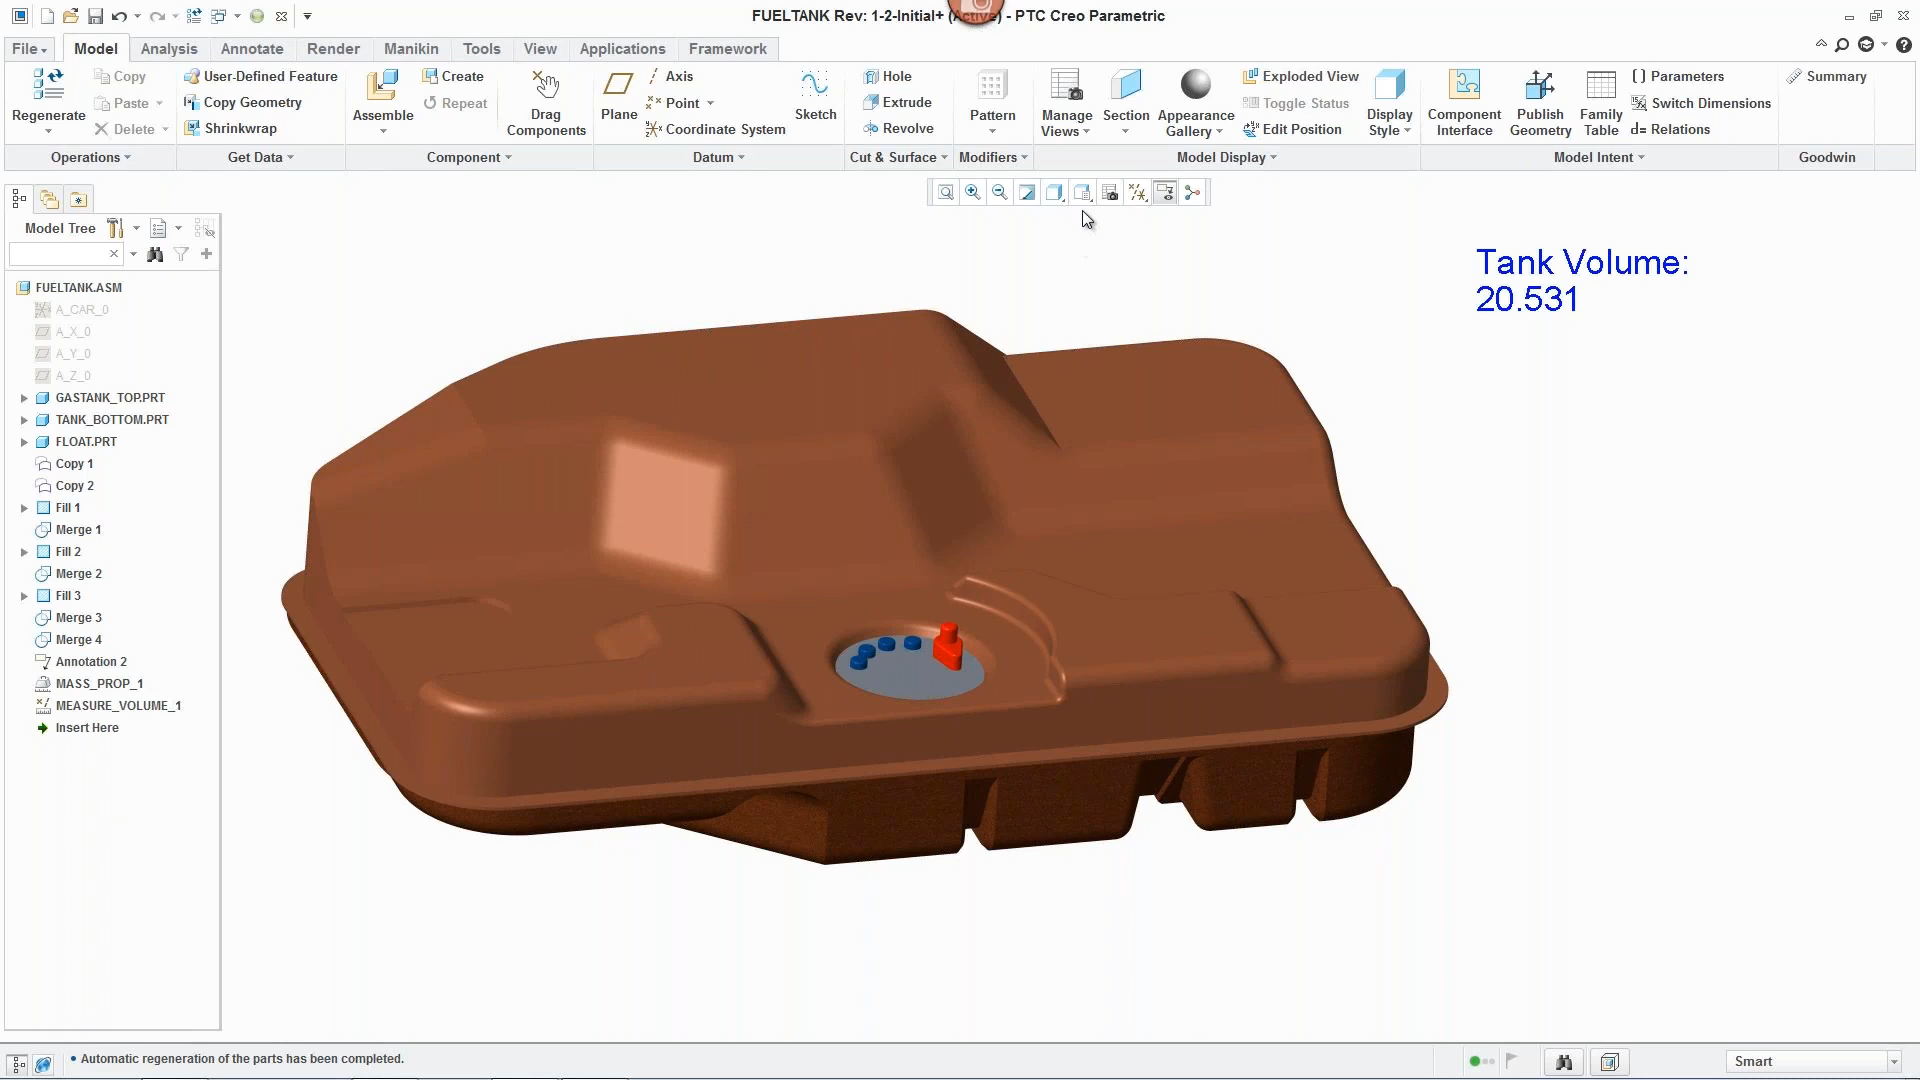 FUELTANK Rev: 1-2-Initial+ (Active) - PTC Creo Parametric
File Model Analysis Annotate Render Manikin Tools View Applications Framework
Regenerate Copy Paste Delete
User-Defined Feature
Copy Geometry
Shrinkwrap
Assemble Create Repeat
Drag Components
Plane Axis Point Coordinate System Sketch
Hole
Extrude
Revolve
Pattern
Manage Views Section Appearance Gallery
Exploded View
Toggle Status
Edit Position
Display Style
Component Interface Publish Geometry Family Table
Parameters
Switch Dimensions
d= Relations
Summary
Operations Get Data Component Datum Cut & Surface Modifiers Model Display Model Intent Goodwin
Model Tree
FUELTANK.ASM
A_CAR_0
A_X_0
A_Y_0
A_Z_0
GASTANK_TOP.PRT
TANK_BOTTOM.PRT
FLOAT.PRT
Copy 1
Copy 2
Fill 1
Merge 1
Fill 2
Merge 2
Fill 3
Merge 3
Merge 4
Annotation 2
MASS_PROP_1
MEASURE_VOLUME_1
Insert Here
Tank Volume:
20.531
Automatic regeneration of the parts has been completed.
Smart